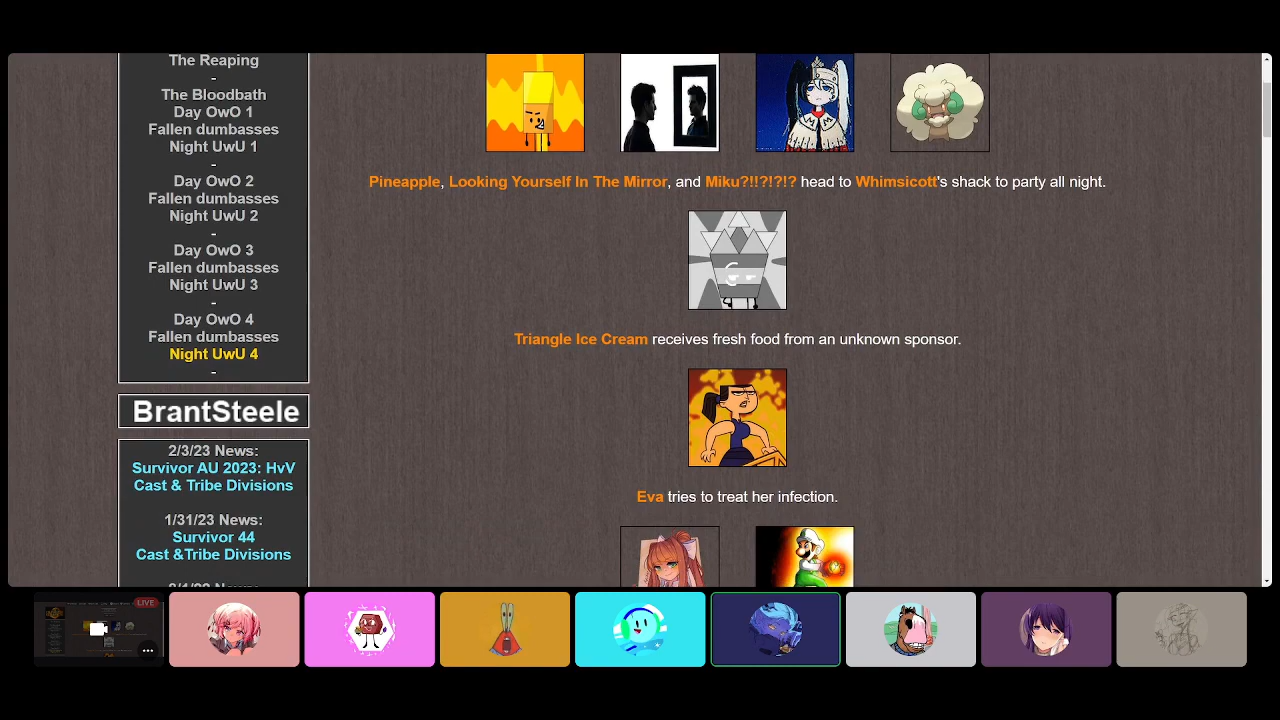 The Reaping
-
The Bloodbath
Day OwO 1
Fallen dumbasses
Night UwU 1
-
Day OwO 2
Fallen dumbasses
Night UwU 2
-
Day OwO 3
Fallen dumbasses
Night UwU 3
-
Day OwO 4
Fallen dumbasses
Night UwU 4
-
BrantSteele
2/3/23 News:
Survivor AU 2023: HvV
Cast & Tribe Divisions
1/31/23 News:
Survivor 44
Cast &Tribe Divisions
Pineapple, Looking Yourself In The Mirror, and Miku?!!?!?!? head to Whimsicott's shack to party all night.
Triangle Ice Cream receives fresh food from an unknown sponsor.
Eva tries to treat her infection.
LIVE